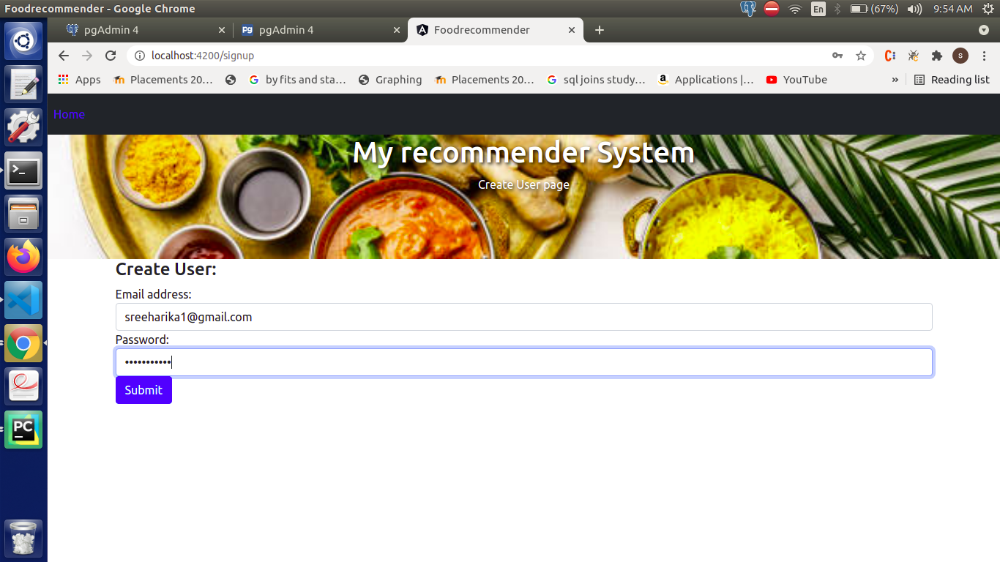 Foodrecommender - Google Chrome
En (67%) 9:54 AM
pgAdmin 4
pg pgAdmin 4
Foodrecommender
localhost:4200/signup
C S
Apps Placements 20… G by fits and sta… Graphing Placements 20… G sql joins study… a Applications |… YouTube » Reading list
Home
My recommender System
Create User page
Create User:
Email address:
sreeharika1@gmail.com
Password:
•••••••••••
Submit
PC